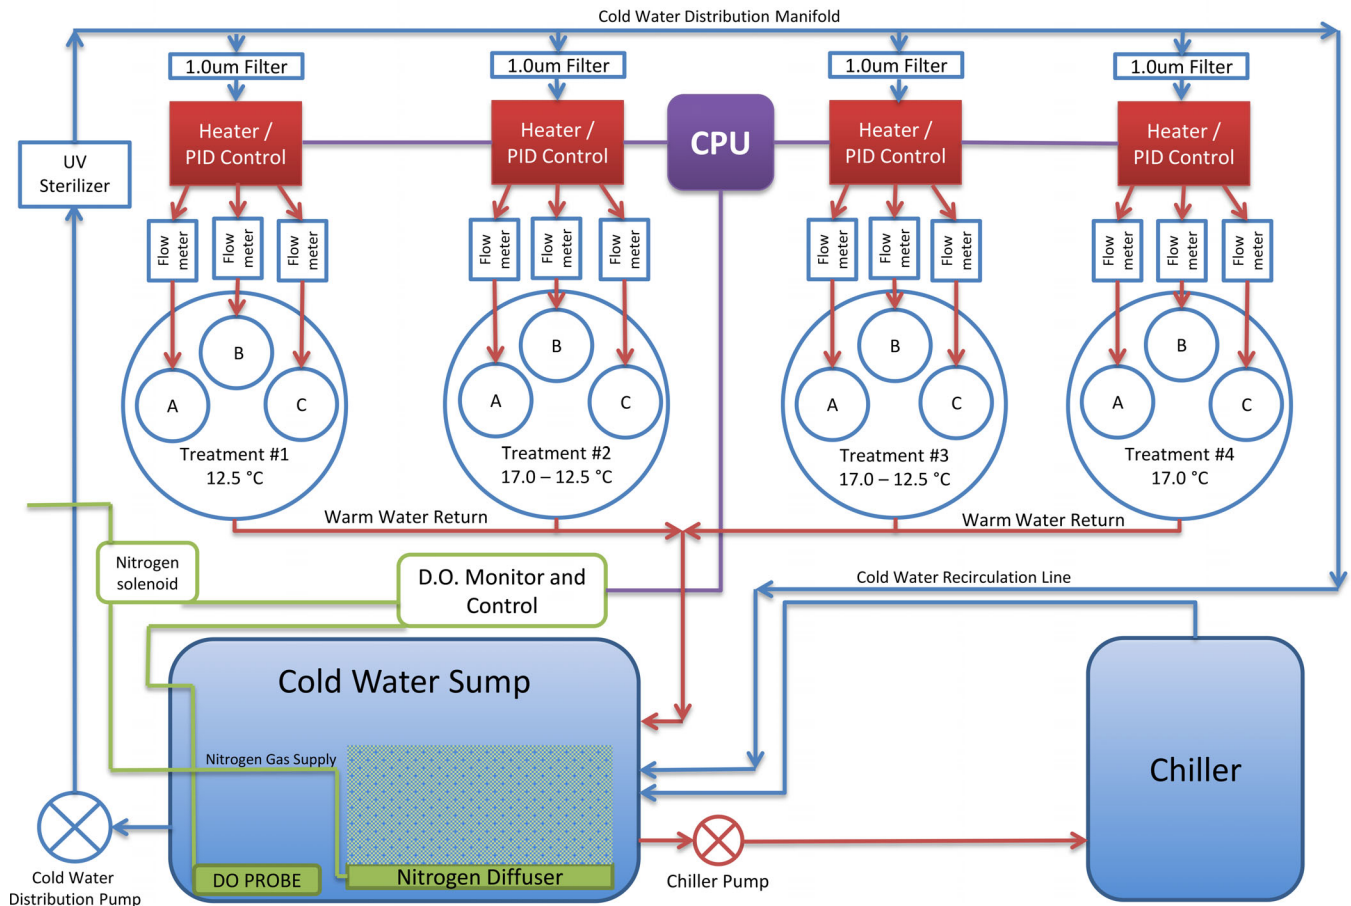 Cold Water Distribution Manifold
1.0um Filter
1.0um Filter
1.0um Filter
1.0um Filter
UV
Sterilizer
Heater /
PID Control
Heater /
PID Control
CPU
Heater /
PID Control
Heater /
PID Control
Flow
meter
Flow
meter
Flow
meter
Flow
meter
Flow
meter
Flow
meter
Flow
meter
Flow
meter
Flow
meter
Flow
meter
Flow
meter
Flow
meter
A
B
C
Treatment #1
12.5 °C
A
B
C
Treatment #2
17.0 – 12.5 °C
A
B
C
Treatment #3
17.0 – 12.5 °C
A
B
C
Treatment #4
17.0 °C
Warm Water Return
Warm Water Return
Nitrogen
solenoid
D.O. Monitor and
Control
Cold Water Recirculation Line
Cold Water Sump
Nitrogen Gas Supply
Chiller
DO PROBE
Nitrogen Diffuser
Cold Water
Distribution Pump
Chiller Pump